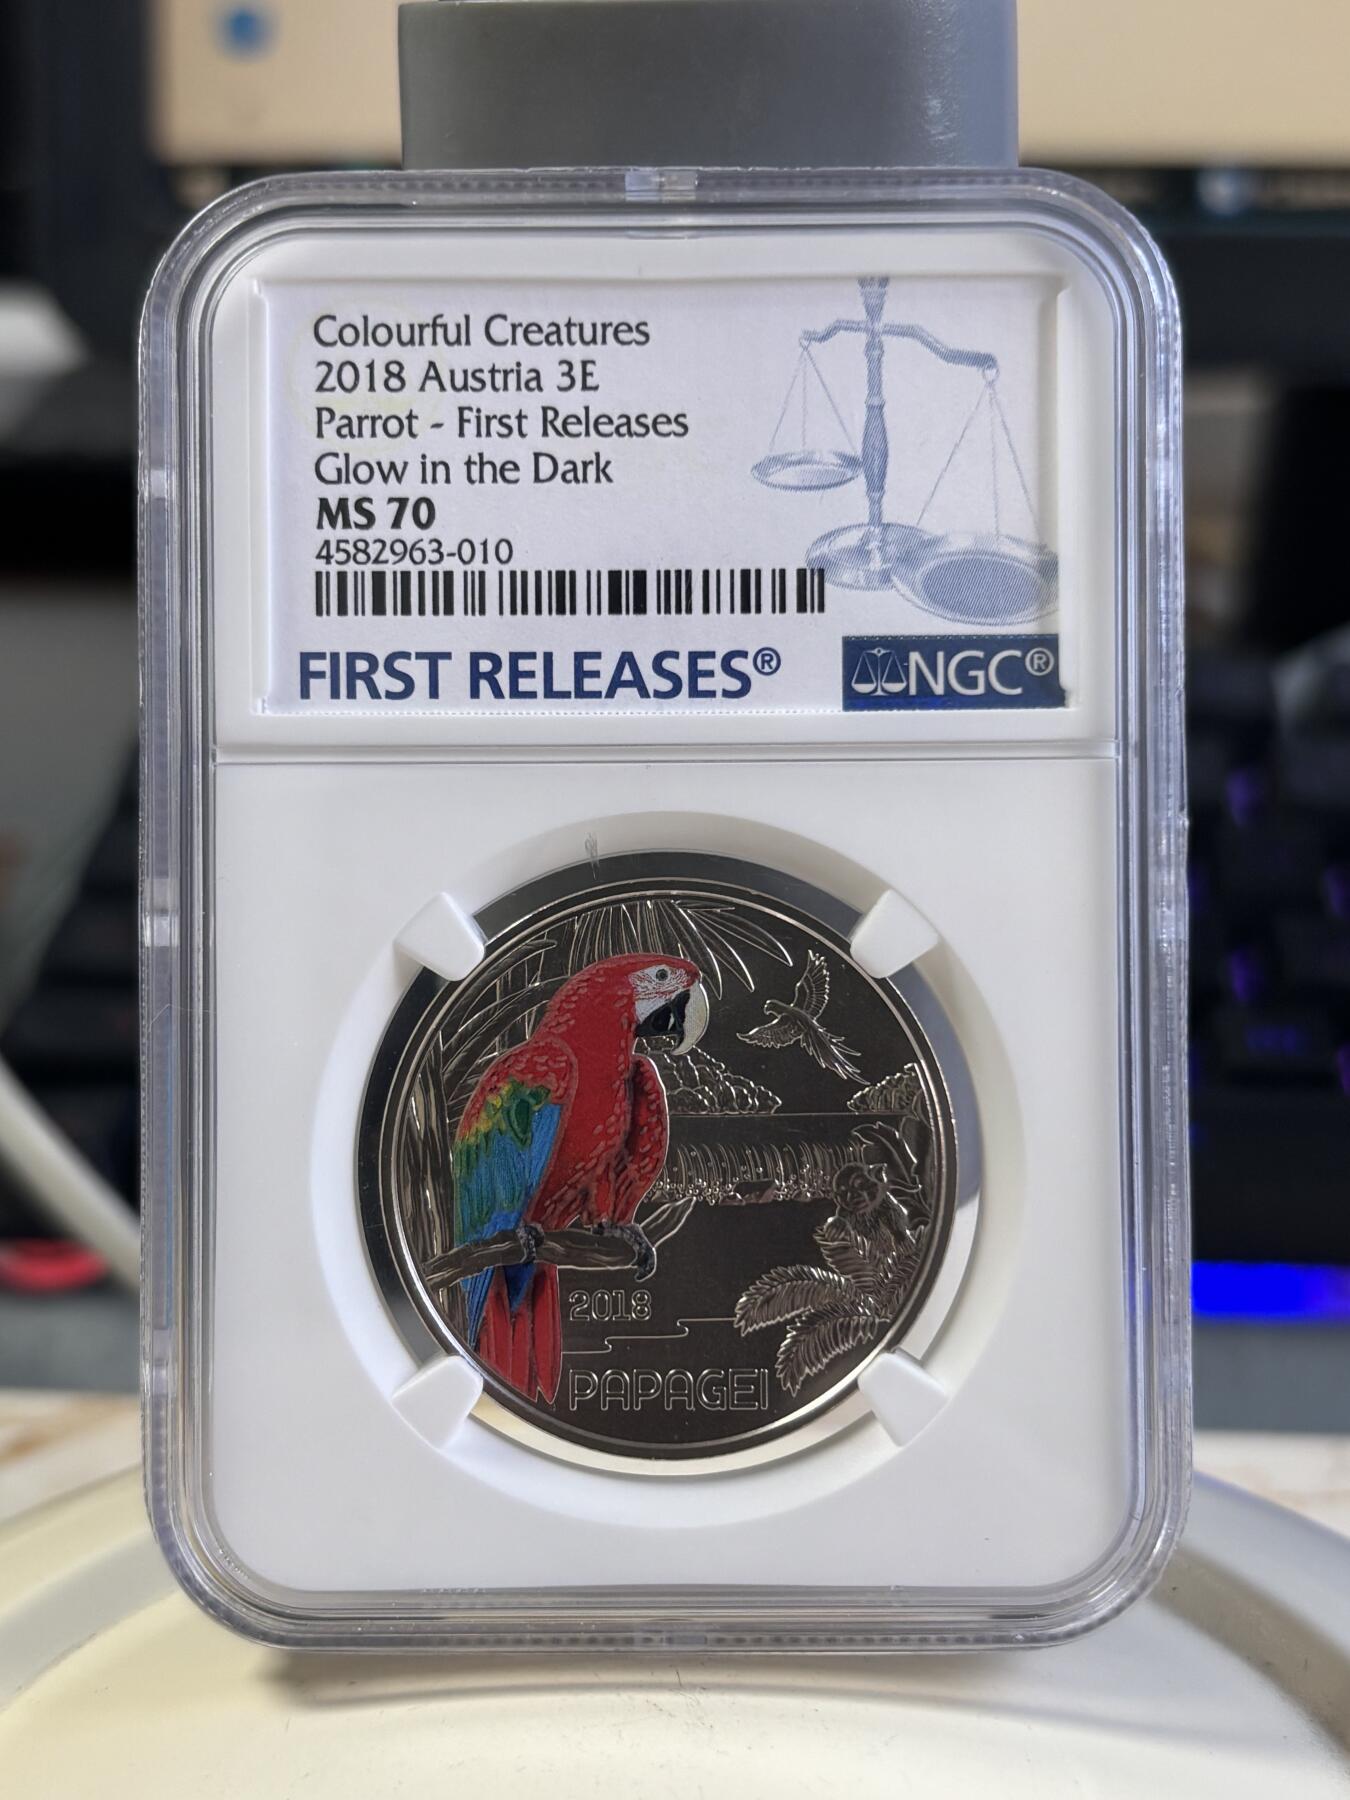 Colourful Creatures
2018 Austria 3E
Parrot - First Releases
Glow in the Dark
MS 70
4582963-010
FIRST RELEASES®
NGC®
2018
PAPAGEI